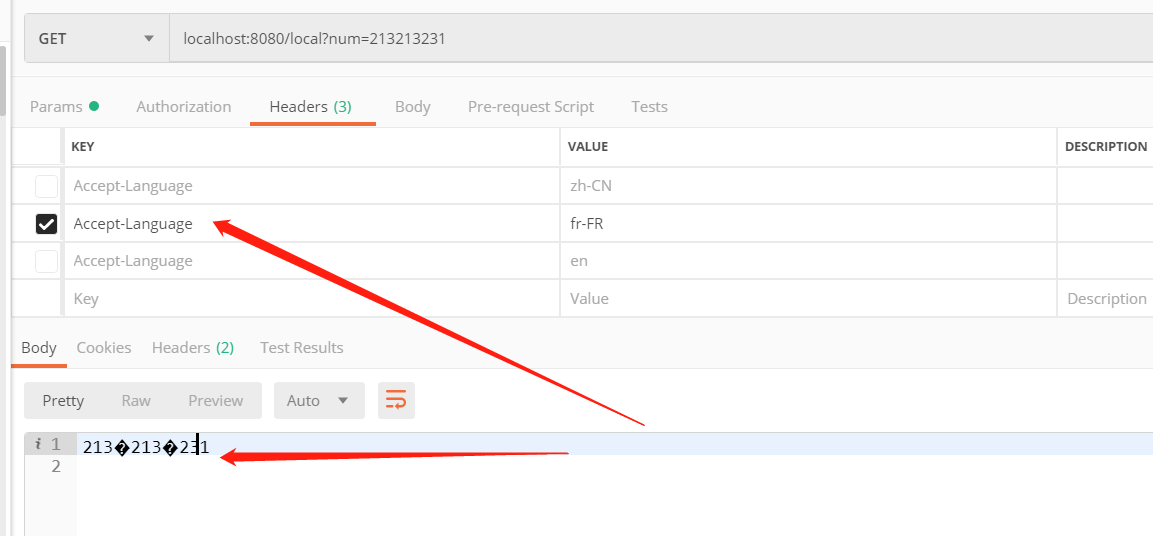 GET localhost:8080/local?num=213213231
Params Authorization Headers (3) Body Pre-request Script Tests
KEY VALUE DESCRIPTION
Accept-Language zh-CN
Accept-Language fr-FR
Accept-Language en
Key Value Description
Body Cookies Headers (2) Test Results
Pretty Raw Preview Auto
i 1 213�213�231
2